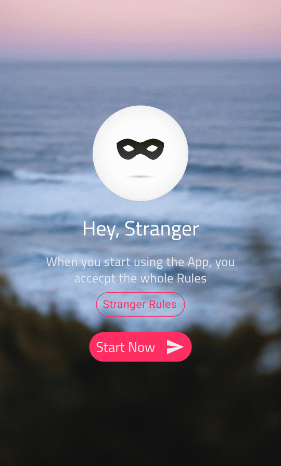 Hey, Stranger
When you start using the App, you
accecpt the whole Rules
Stranger Rules
Start Now